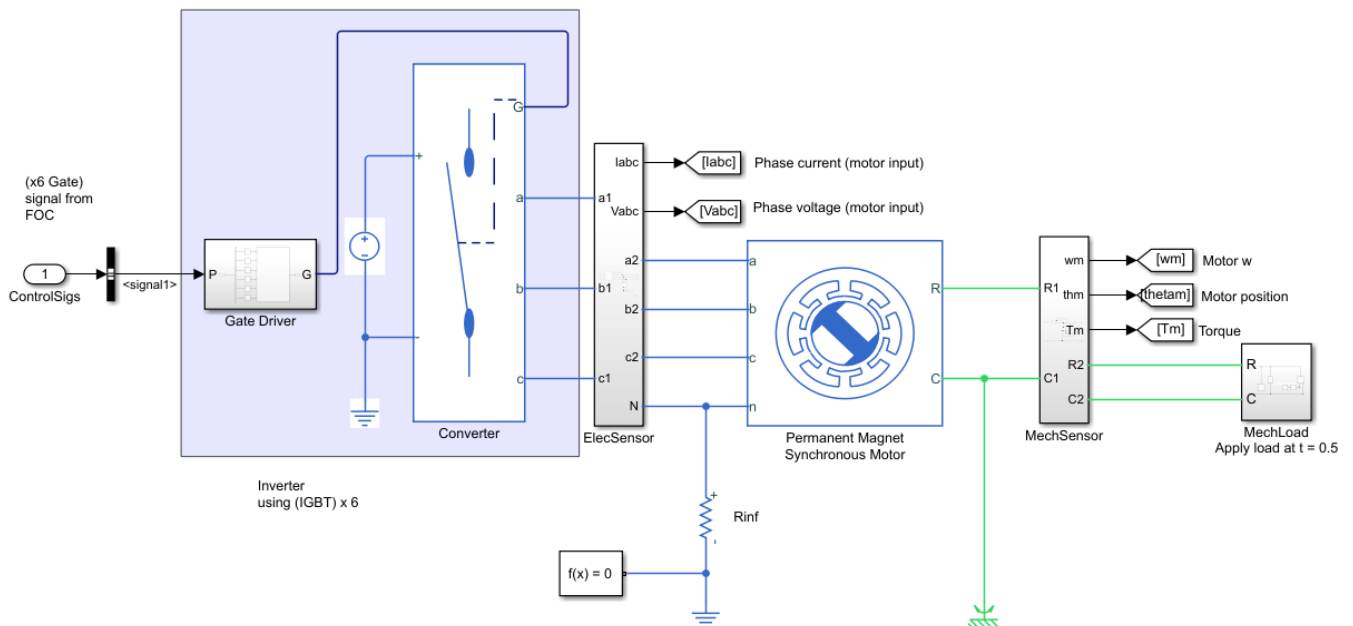 (x6 Gate)
signal from
FOC
1
ControlSigs
<signal1>
P
G
Gate Driver
+
-
+
-
G
a
b
c
Converter
Inverter
using (IGBT) x 6
a1
b1
c1
Iabc
Vabc
a2
b2
c2
N
ElecSensor
[Iabc]
Phase current (motor input)
[Vabc]
Phase voltage (motor input)
a
b
c
n
R
C
Permanent Magnet
Synchronous Motor
+
Rinf
-
f(x) = 0
R1
C1
wm
thm
Tm
R2
C2
MechSensor
[wm]
Motor w
[thetam]
Motor position
[Tm]
Torque
R
C
MechLoad
Apply load at t = 0.5